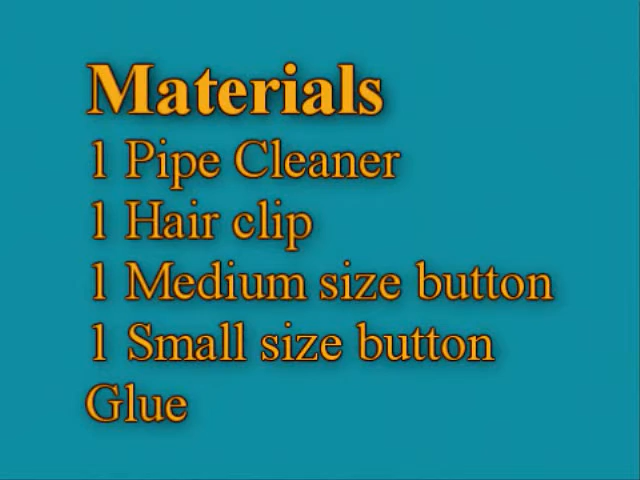 Materials
1 Pipe Cleaner
1 Hair clip
1 Medium size button
1 Small size button
Glue